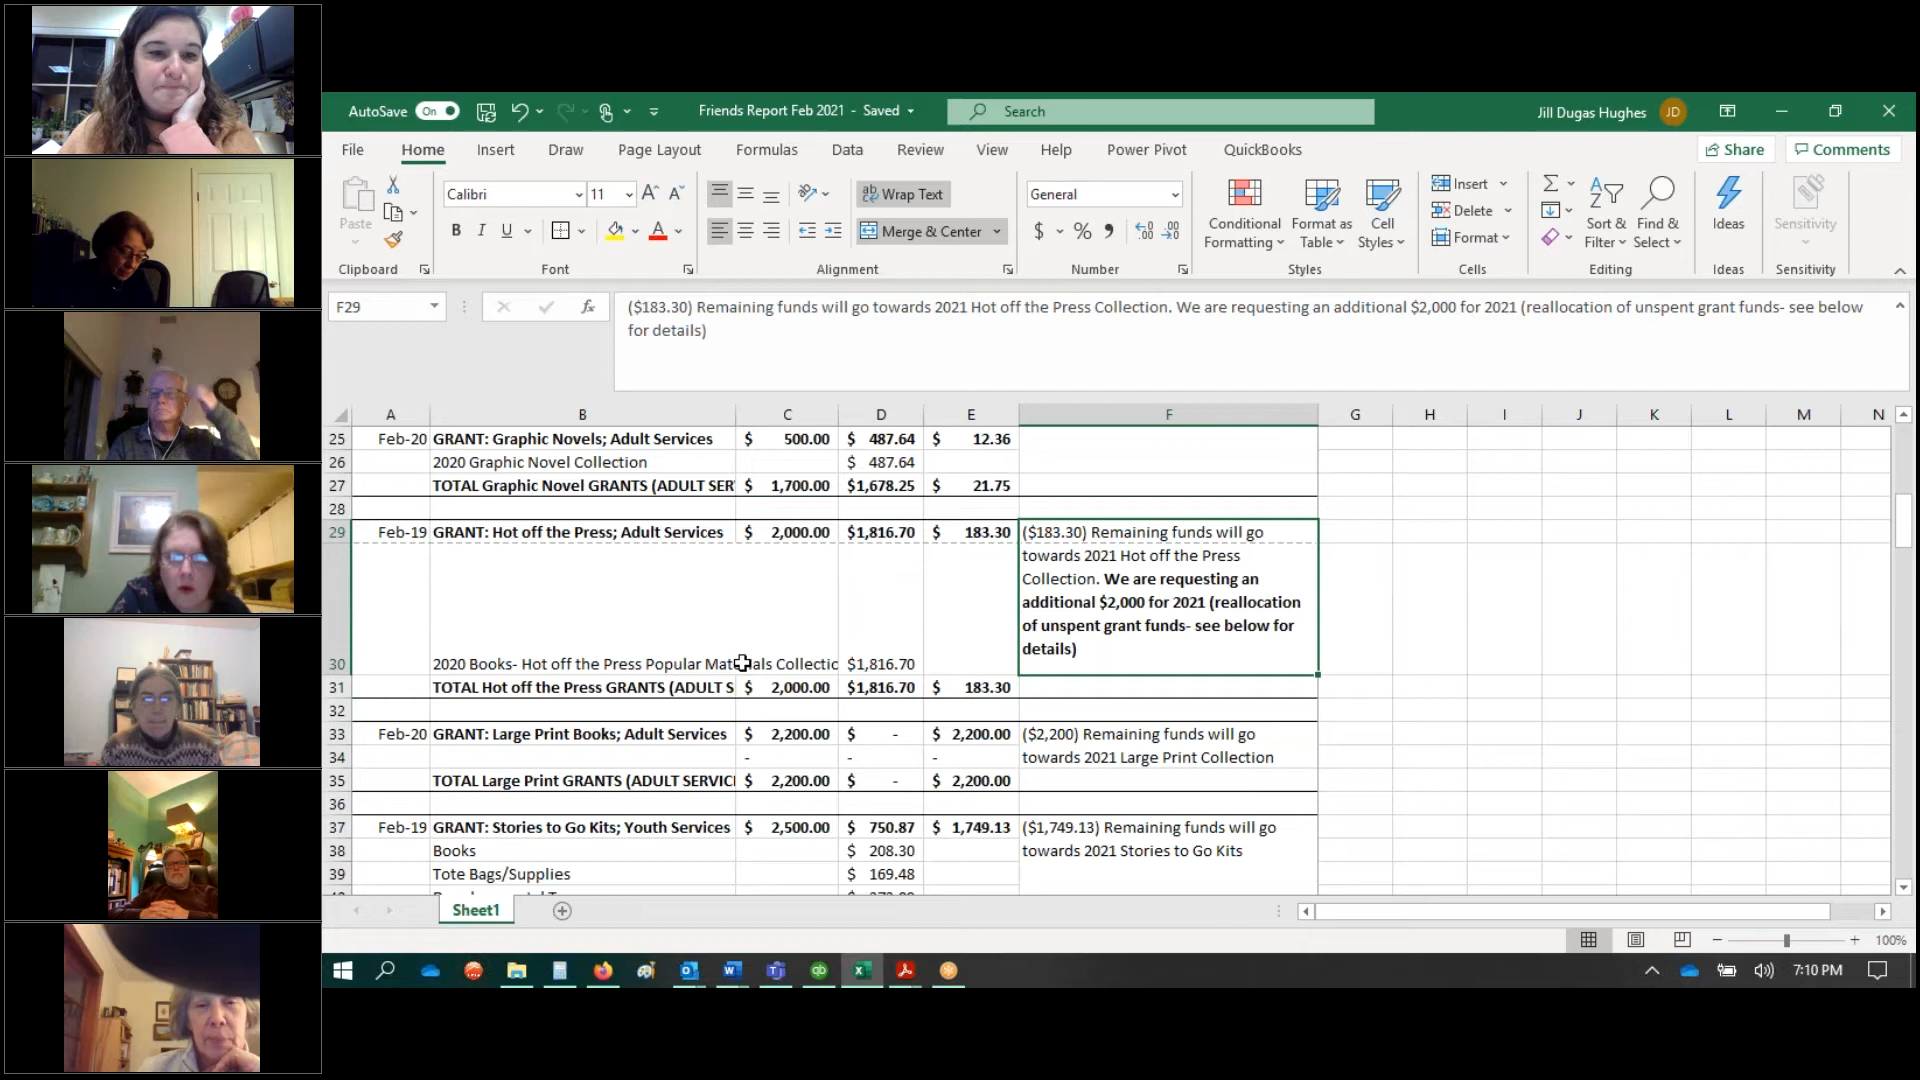 AutoSave On Friends Report Feb 2021 - Saved Search Jill Dugas Hughes JD
File Home Insert Draw Page Layout Formulas Data Review View Help Power Pivot QuickBooks Share Comments
Paste Calibri 11 Wrap Text General Conditional Formatting Format as Table Cell Styles Insert Sort & Filter Find & Select Ideas Sensitivity
B I U Merge & Center $ % Delete
Format
Clipboard Font Alignment Number Styles Cells Editing Ideas Sensitivity
F29 fx ($183.30) Remaining funds will go towards 2021 Hot off the Press Collection. We are requesting an additional $2,000 for 2021 (reallocation of unspent grant funds- see below
for details)
A B C D E F G H I J K L M N
25 Feb-20 GRANT: Graphic Novels; Adult Services $ 500.00 $ 487.64 $ 12.36
26 2020 Graphic Novel Collection $ 487.64
27 TOTAL Graphic Novel GRANTS (ADULT SER $ 1,700.00 $1,678.25 $ 21.75
28
29 Feb-19 GRANT: Hot off the Press; Adult Services $ 2,000.00 $1,816.70 $ 183.30 ($183.30) Remaining funds will go
towards 2021 Hot off the Press
Collection. We are requesting an
additional $2,000 for 2021 (reallocation
of unspent grant funds- see below for
details)
30 2020 Books- Hot off the Press Popular Materials Collectio $1,816.70
31 TOTAL Hot off the Press GRANTS (ADULT S $ 2,000.00 $1,816.70 $ 183.30
32
33 Feb-20 GRANT: Large Print Books; Adult Services $ 2,200.00 $ - $ 2,200.00 ($2,200) Remaining funds will go
34 - - - towards 2021 Large Print Collection
35 TOTAL Large Print GRANTS (ADULT SERVICI $ 2,200.00 $ - $ 2,200.00
36
37 Feb-19 GRANT: Stories to Go Kits; Youth Services $ 2,500.00 $ 750.87 $ 1,749.13 ($1,749.13) Remaining funds will go
38 Books $ 208.30 towards 2021 Stories to Go Kits
39 Tote Bags/Supplies $ 169.48
Sheet1
100%
7:10 PM